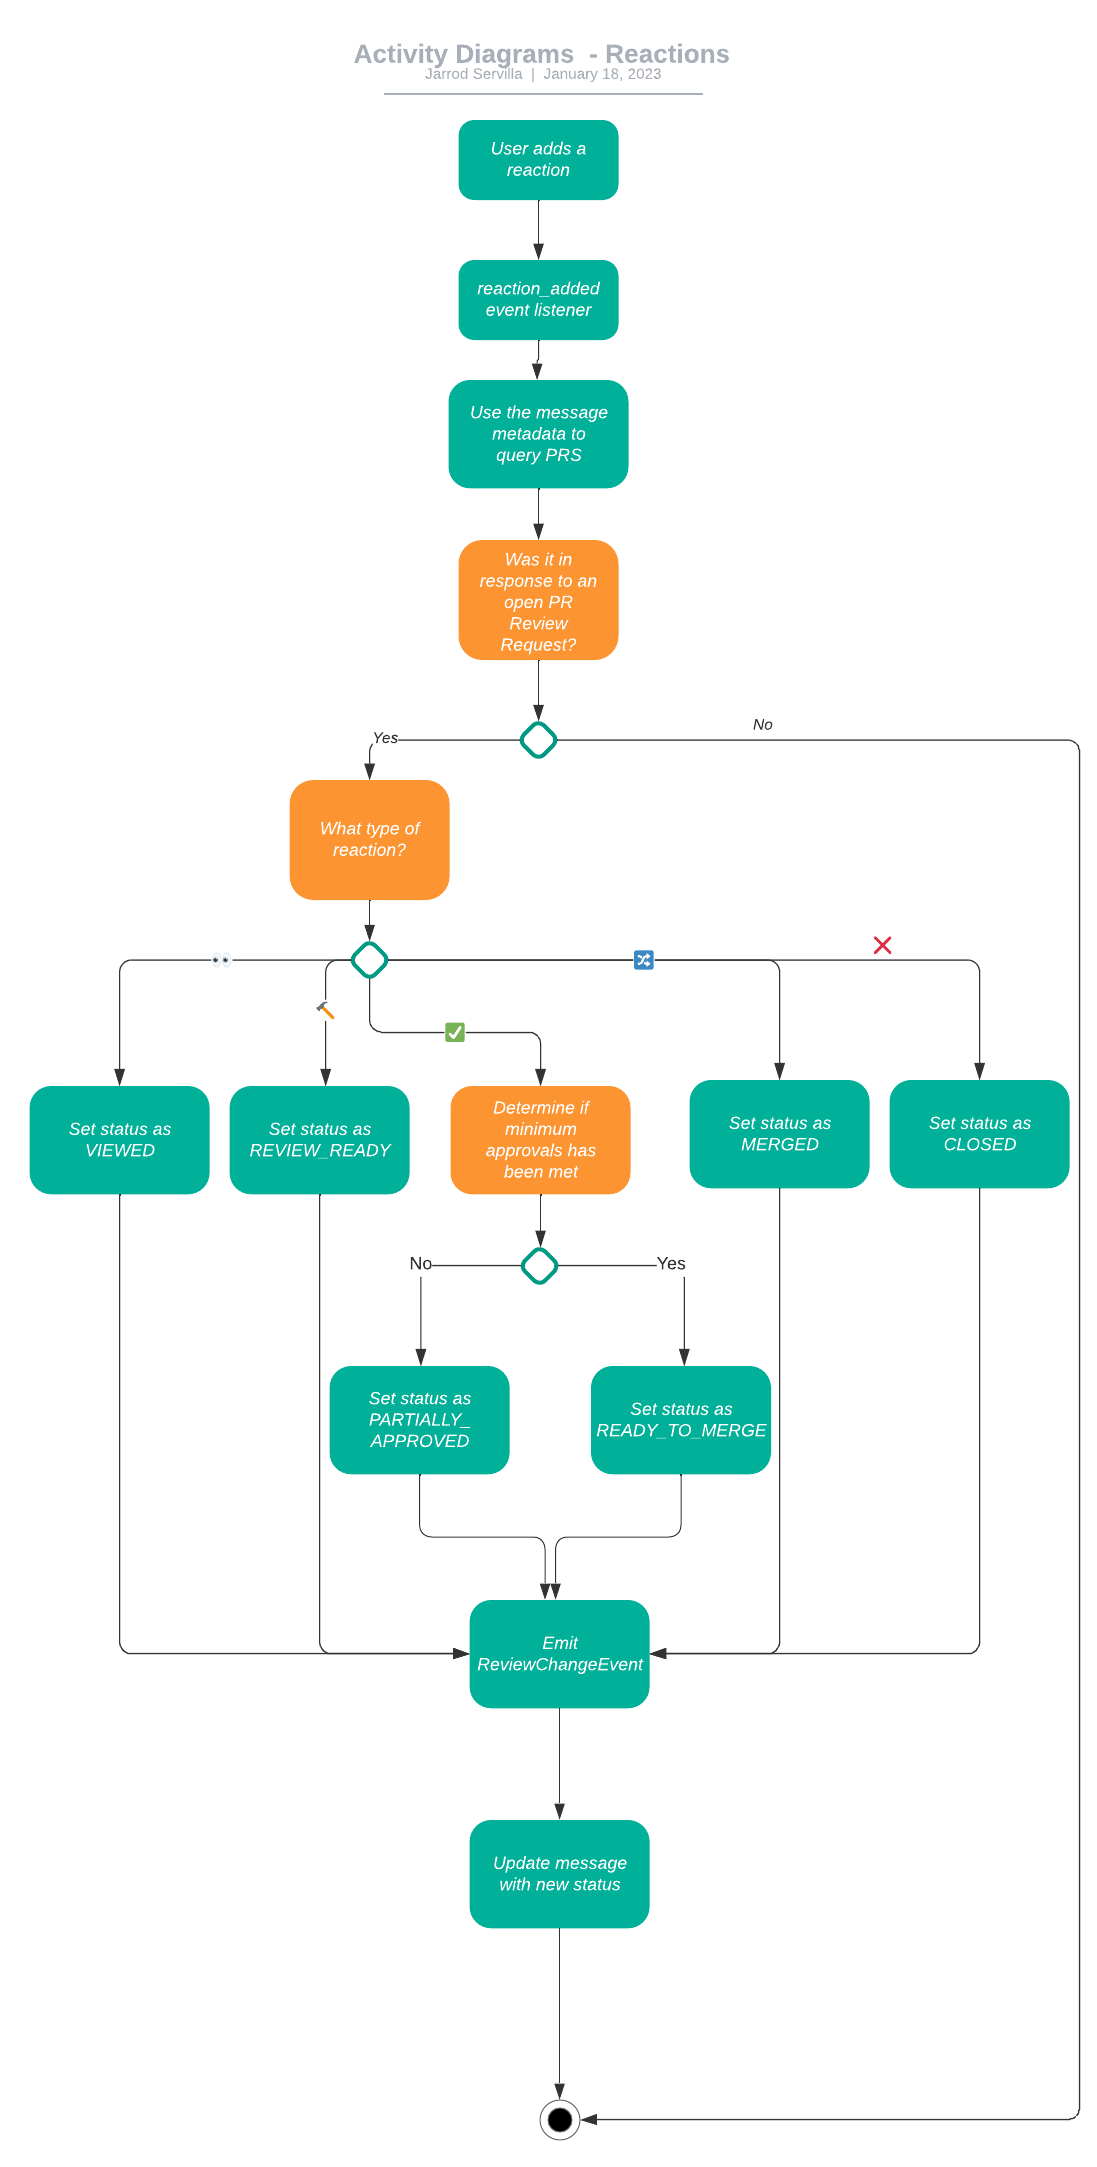 Activity Diagrams - Reactions
Jarrod Servilla | January 18, 2023
User adds a
reaction
reaction_added
event listener
Use the message
metadata to
query PRS
Was it in
response to an
open PR
Review
Request?
No
Yes
What type of
reaction?
Set status as
VIEWED
Set status as
REVIEW_READY
Determine if
minimum
approvals has
been met
Set status as
MERGED
Set status as
CLOSED
No
Yes
Set status as
PARTIALLY_
APPROVED
Set status as
READY_TO_MERGE
Emit
ReviewChangeEvent
Update message
with new status